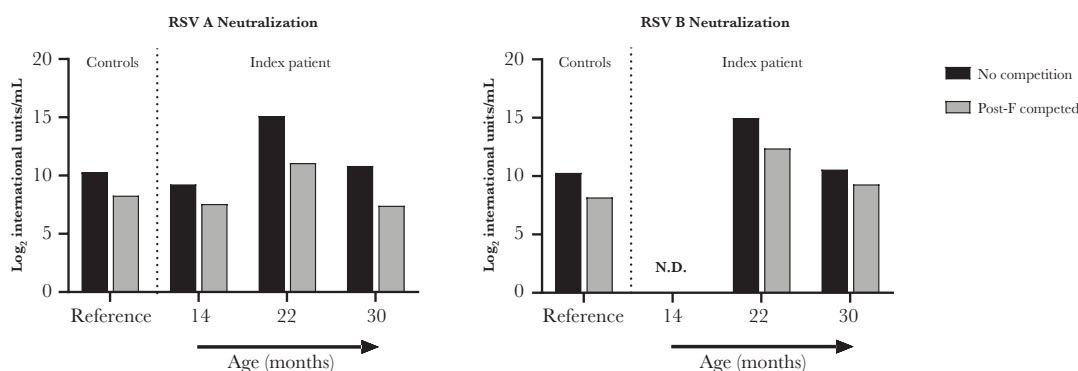 RSV A Neutralization
Log₂ international units/mL
20
15
10
5
0
Controls
Index patient
Reference
14
22
30
Age (months)
RSV B Neutralization
Log₂ international units/mL
20
15
10
5
0
Controls
Index patient
N.D.
Reference
14
22
30
Age (months)
No competition
Post-F competed